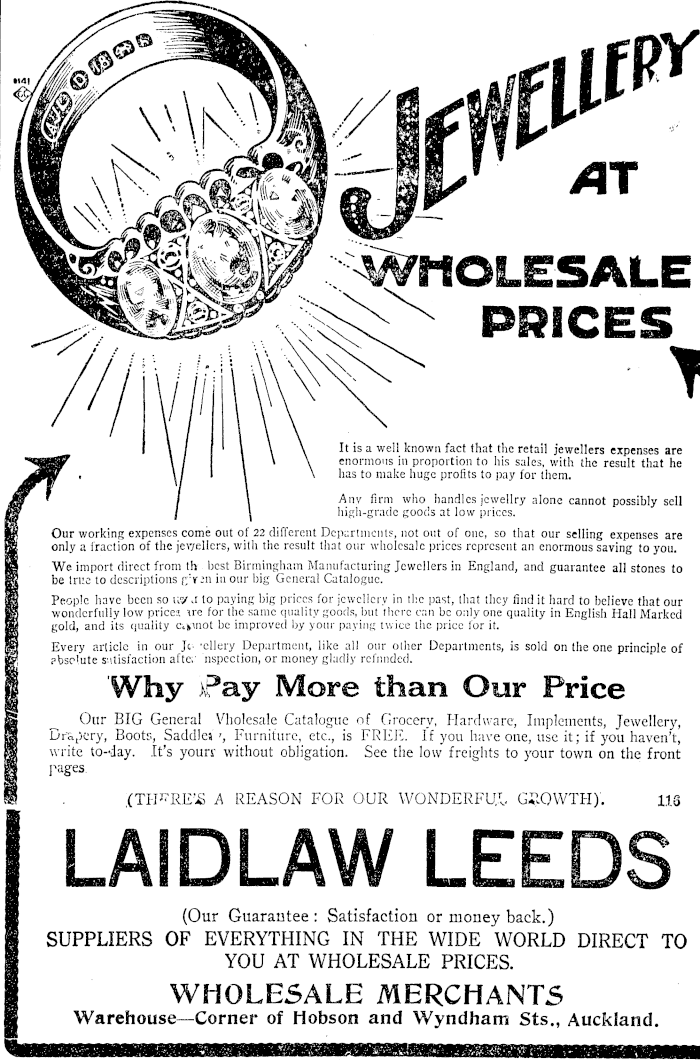 JEWELLERY
AT
WHOLESALE
PRICES
It is a well known fact that the retail jewellers expenses are
enormous in proportion to his sales, with the result that he
has to make huge profits to pay for them.
Any firm who handles jewellry alone cannot possibly sell
high-grade goods at low prices.
Our working expenses come out of 22 different Departments, not out of one, so that our selling expenses are
only a fraction of the jewellers, with the result that our wholesale prices represent an enormous saving to you.
We import direct from th best Birmingham Manufacturing Jewellers in England, and guarantee all stones to
be true to descriptions given in our big General Catalogue.
People have been so to paying big prices for jewellery in the past, that they find it hard to believe that our
wonderfully low prices are for the same quality goods, but there can be only one quality in English Hall Marked
gold, and its quality cannot be improved by your paying twice the price for it.
Every article in our Jewellery Department, like all our other Departments, is sold on the one principle of
absolute satisfaction after inspection, or money gladly refunded.
Why Pay More than Our Price
Our BIG General Wholesale Catalogue of Grocery, Hardware, Implements, Jewellery,
Drapery, Boots, Saddlery, Furniture, etc., is FREE. If you have one, use it; if you haven't,
write to-day. It's yours without obligation. See the low freights to your town on the front
pages
(THERE'S A REASON FOR OUR WONDERFUL GROWTH). 116
LAIDLAW LEEDS
(Our Guarantee: Satisfaction or money back.)
SUPPLIERS OF EVERYTHING IN THE WIDE WORLD DIRECT TO
YOU AT WHOLESALE PRICES.
WHOLESALE MERCHANTS
Warehouse—Corner of Hobson and Wyndham Sts., Auckland.